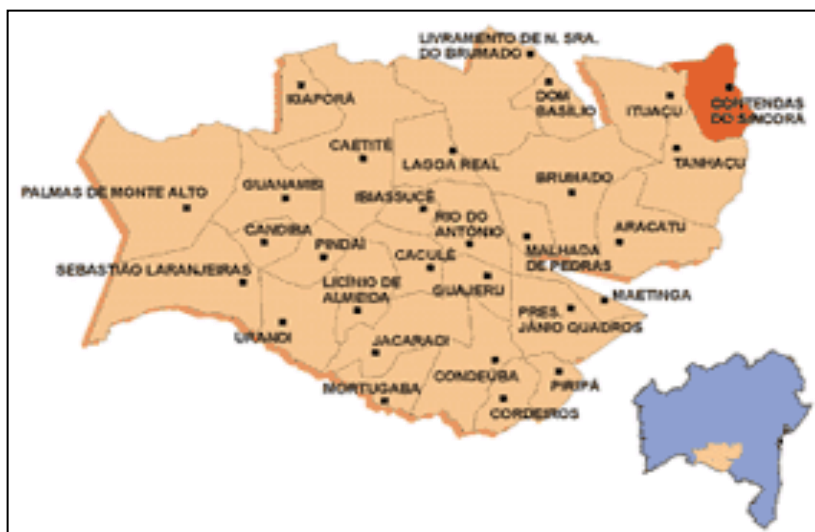 LIVRAMENTO DE N. SRA.
DO BRUMADO
IGAPORÃ
DOM
BASÍLIO
ITUAÇU
CONTENDAS
DO SINCORÁ
CAETITÉ
LAGOA REAL
TANHAÇU
PALMAS DE MONTE ALTO
GUANAMBI
IBIASSUCÊ
BRUMADO
RIO DO
ANTÔNIO
CANDIBA
PINDAÍ
CACULÉ
MALHADA
DE PEDRAS
ARACATU
SEBASTIÃO LARANJEIRAS
LICÍNIO DE
ALMEIDA
GUAJERU
MAETINGA
PRES.
JÂNIO QUADROS
URANDI
JACARACI
CONDEÚBA
PIRIPÁ
MORTUGABA
CORDEIROS